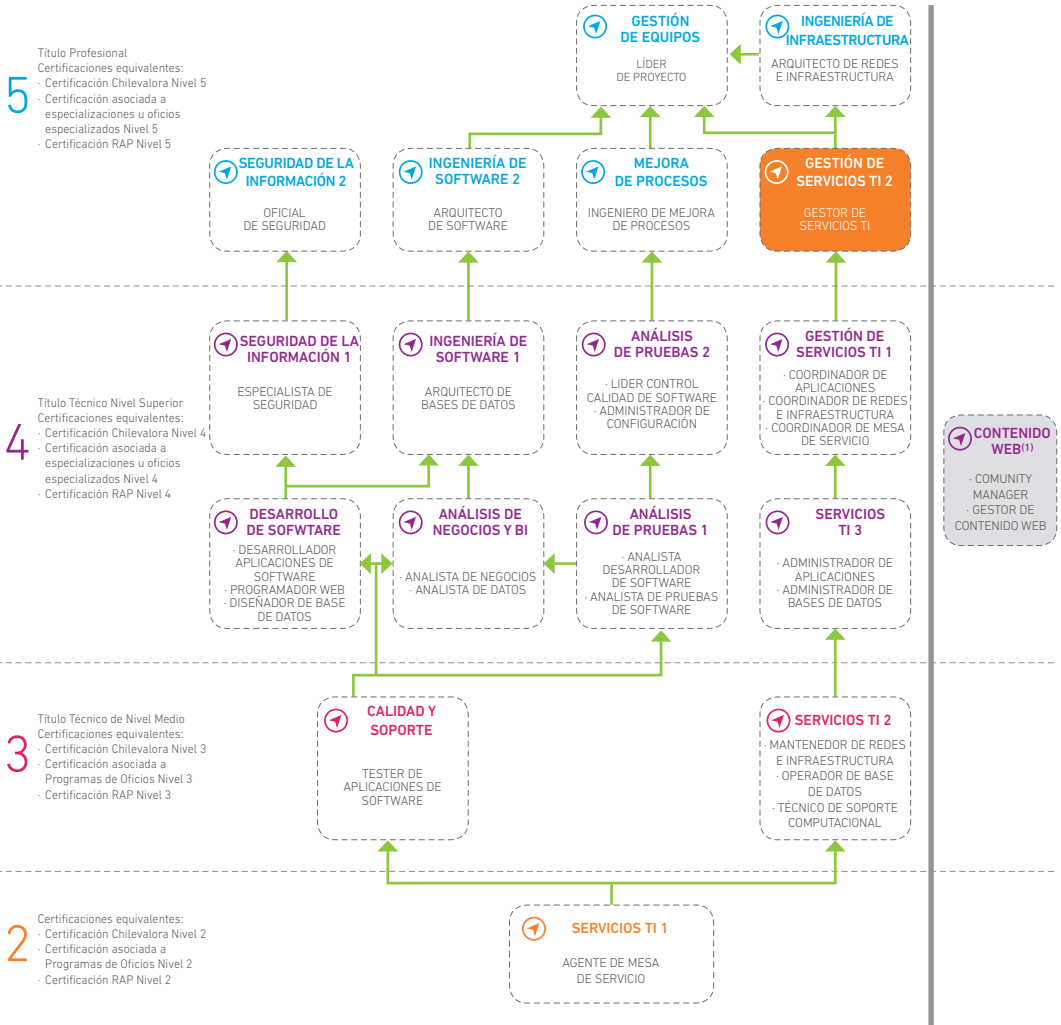 5
Título Profesional
Certificaciones equivalentes:
· Certificación Chilevalora Nivel 5
· Certificación asociada a
especializaciones u oficios
especializados Nivel 5
· Certificación RAP Nivel 5
GESTIÓN
DE EQUIPOS
LÍDER
DE PROYECTO
INGENIERÍA DE
INFRAESTRUCTURA
ARQUITECTO DE REDES
E INFRAESTRUCTURA
SEGURIDAD DE LA
INFORMACIÓN 2
OFICIAL
DE SEGURIDAD
INGENIERÍA DE
SOFTWARE 2
ARQUITECTO
DE SOFTWARE
MEJORA
DE PROCESOS
INGENIERO DE MEJORA
DE PROCESOS
GESTIÓN DE
SERVICIOS TI 2
GESTOR DE
SERVICIOS TI
4
Título Técnico Nivel Superior
Certificaciones equivalentes:
· Certificación Chilevalora Nivel 4
· Certificación asociada a
especializaciones u oficios
especializados Nivel 4
· Certificación RAP Nivel 4
SEGURIDAD DE LA
INFORMACIÓN 1
ESPECIALISTA DE
SEGURIDAD
INGENIERÍA DE
SOFTWARE 1
ARQUITECTO DE
BASES DE DATOS
ANÁLISIS
DE PRUEBAS 2
· LIDER CONTROL
CALIDAD DE SOFTWARE
· ADMINISTRADOR DE
CONFIGURACIÓN
GESTIÓN DE
SERVICIOS TI 1
· COORDINADOR DE
APLICACIONES
· COORDINADOR DE REDES
E INFRAESTRUCTURA
· COORDINADOR DE MESA
DE SERVICIO
CONTENIDO
WEB(1)
· COMUNITY
MANAGER
· GESTOR DE
CONTENIDO WEB
DESARROLLO
DE SOFWTARE
· DESARROLLADOR
APLICACIONES DE
SOFTWARE
· PROGRAMADOR WEB
· DISEÑADOR DE BASE
DE DATOS
ANÁLISIS DE
NEGOCIOS Y BI
· ANALISTA DE NEGOCIOS
· ANALISTA DE DATOS
ANÁLISIS
DE PRUEBAS 1
· ANALISTA
DESARROLLADOR
DE SOFTWARE
· ANALISTA DE PRUEBAS
DE SOFTWARE
SERVICIOS
TI 3
· ADMINISTRADOR DE
APLICACIONES
· ADMINISTRADOR DE
BASES DE DATOS
3
Título Técnico de Nivel Medio
Certificaciones equivalentes:
· Certificación Chilevalora Nivel 3
· Certificación asociada a
Programas de Oficios Nivel 3
· Certificación RAP Nivel 3
CALIDAD Y
SOPORTE
TESTER DE
APLICACIONES DE
SOFTWARE
SERVICIOS TI 2
· MANTENEDOR DE REDES
E INFRAESTRUCTURA
· OPERADOR DE BASE
DE DATOS
· TÉCNICO DE SOPORTE
COMPUTACIONAL
2
Certificaciones equivalentes:
· Certificación Chilevalora Nivel 2
· Certificación asociada a
Programas de Oficios Nivel 2
· Certificación RAP Nivel 2
SERVICIOS TI 1
AGENTE DE MESA
DE SERVICIO